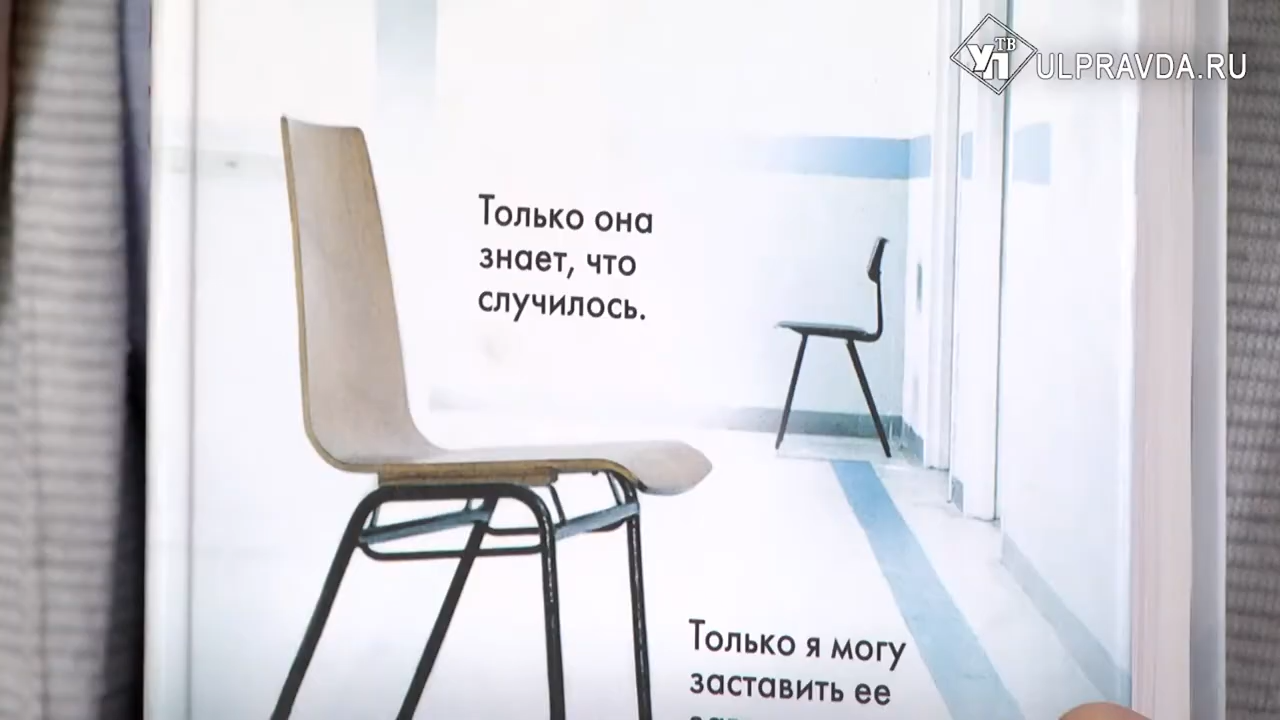 УП ТВ
ULPRAVDA.RU
Только она
знает, что
случилось.
Только я могу
заставить ее